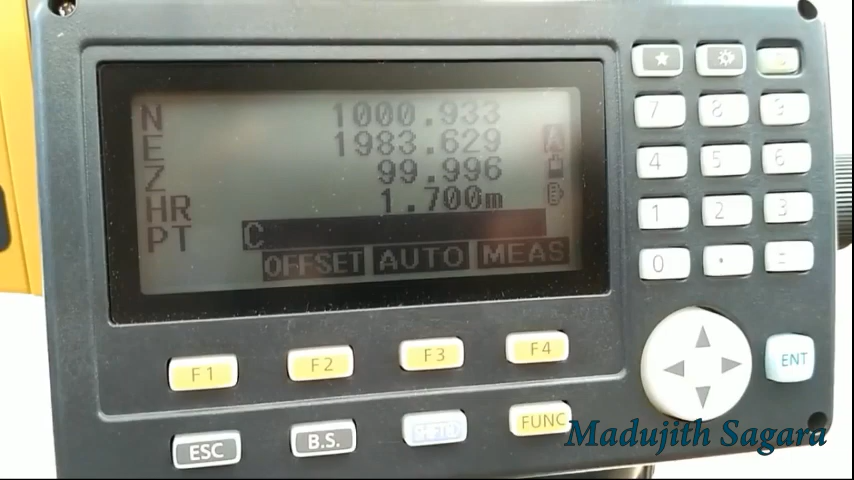 N 1000.933
E 1983.629
Z 99.996
HR 1.700m
PT C
OFFSET AUTO MEAS
7 8 9
4 5 6
1 2 3
0 . =
F1 F2 F3 F4
ENT
ESC B.S. FUNC
Madujith Sagara